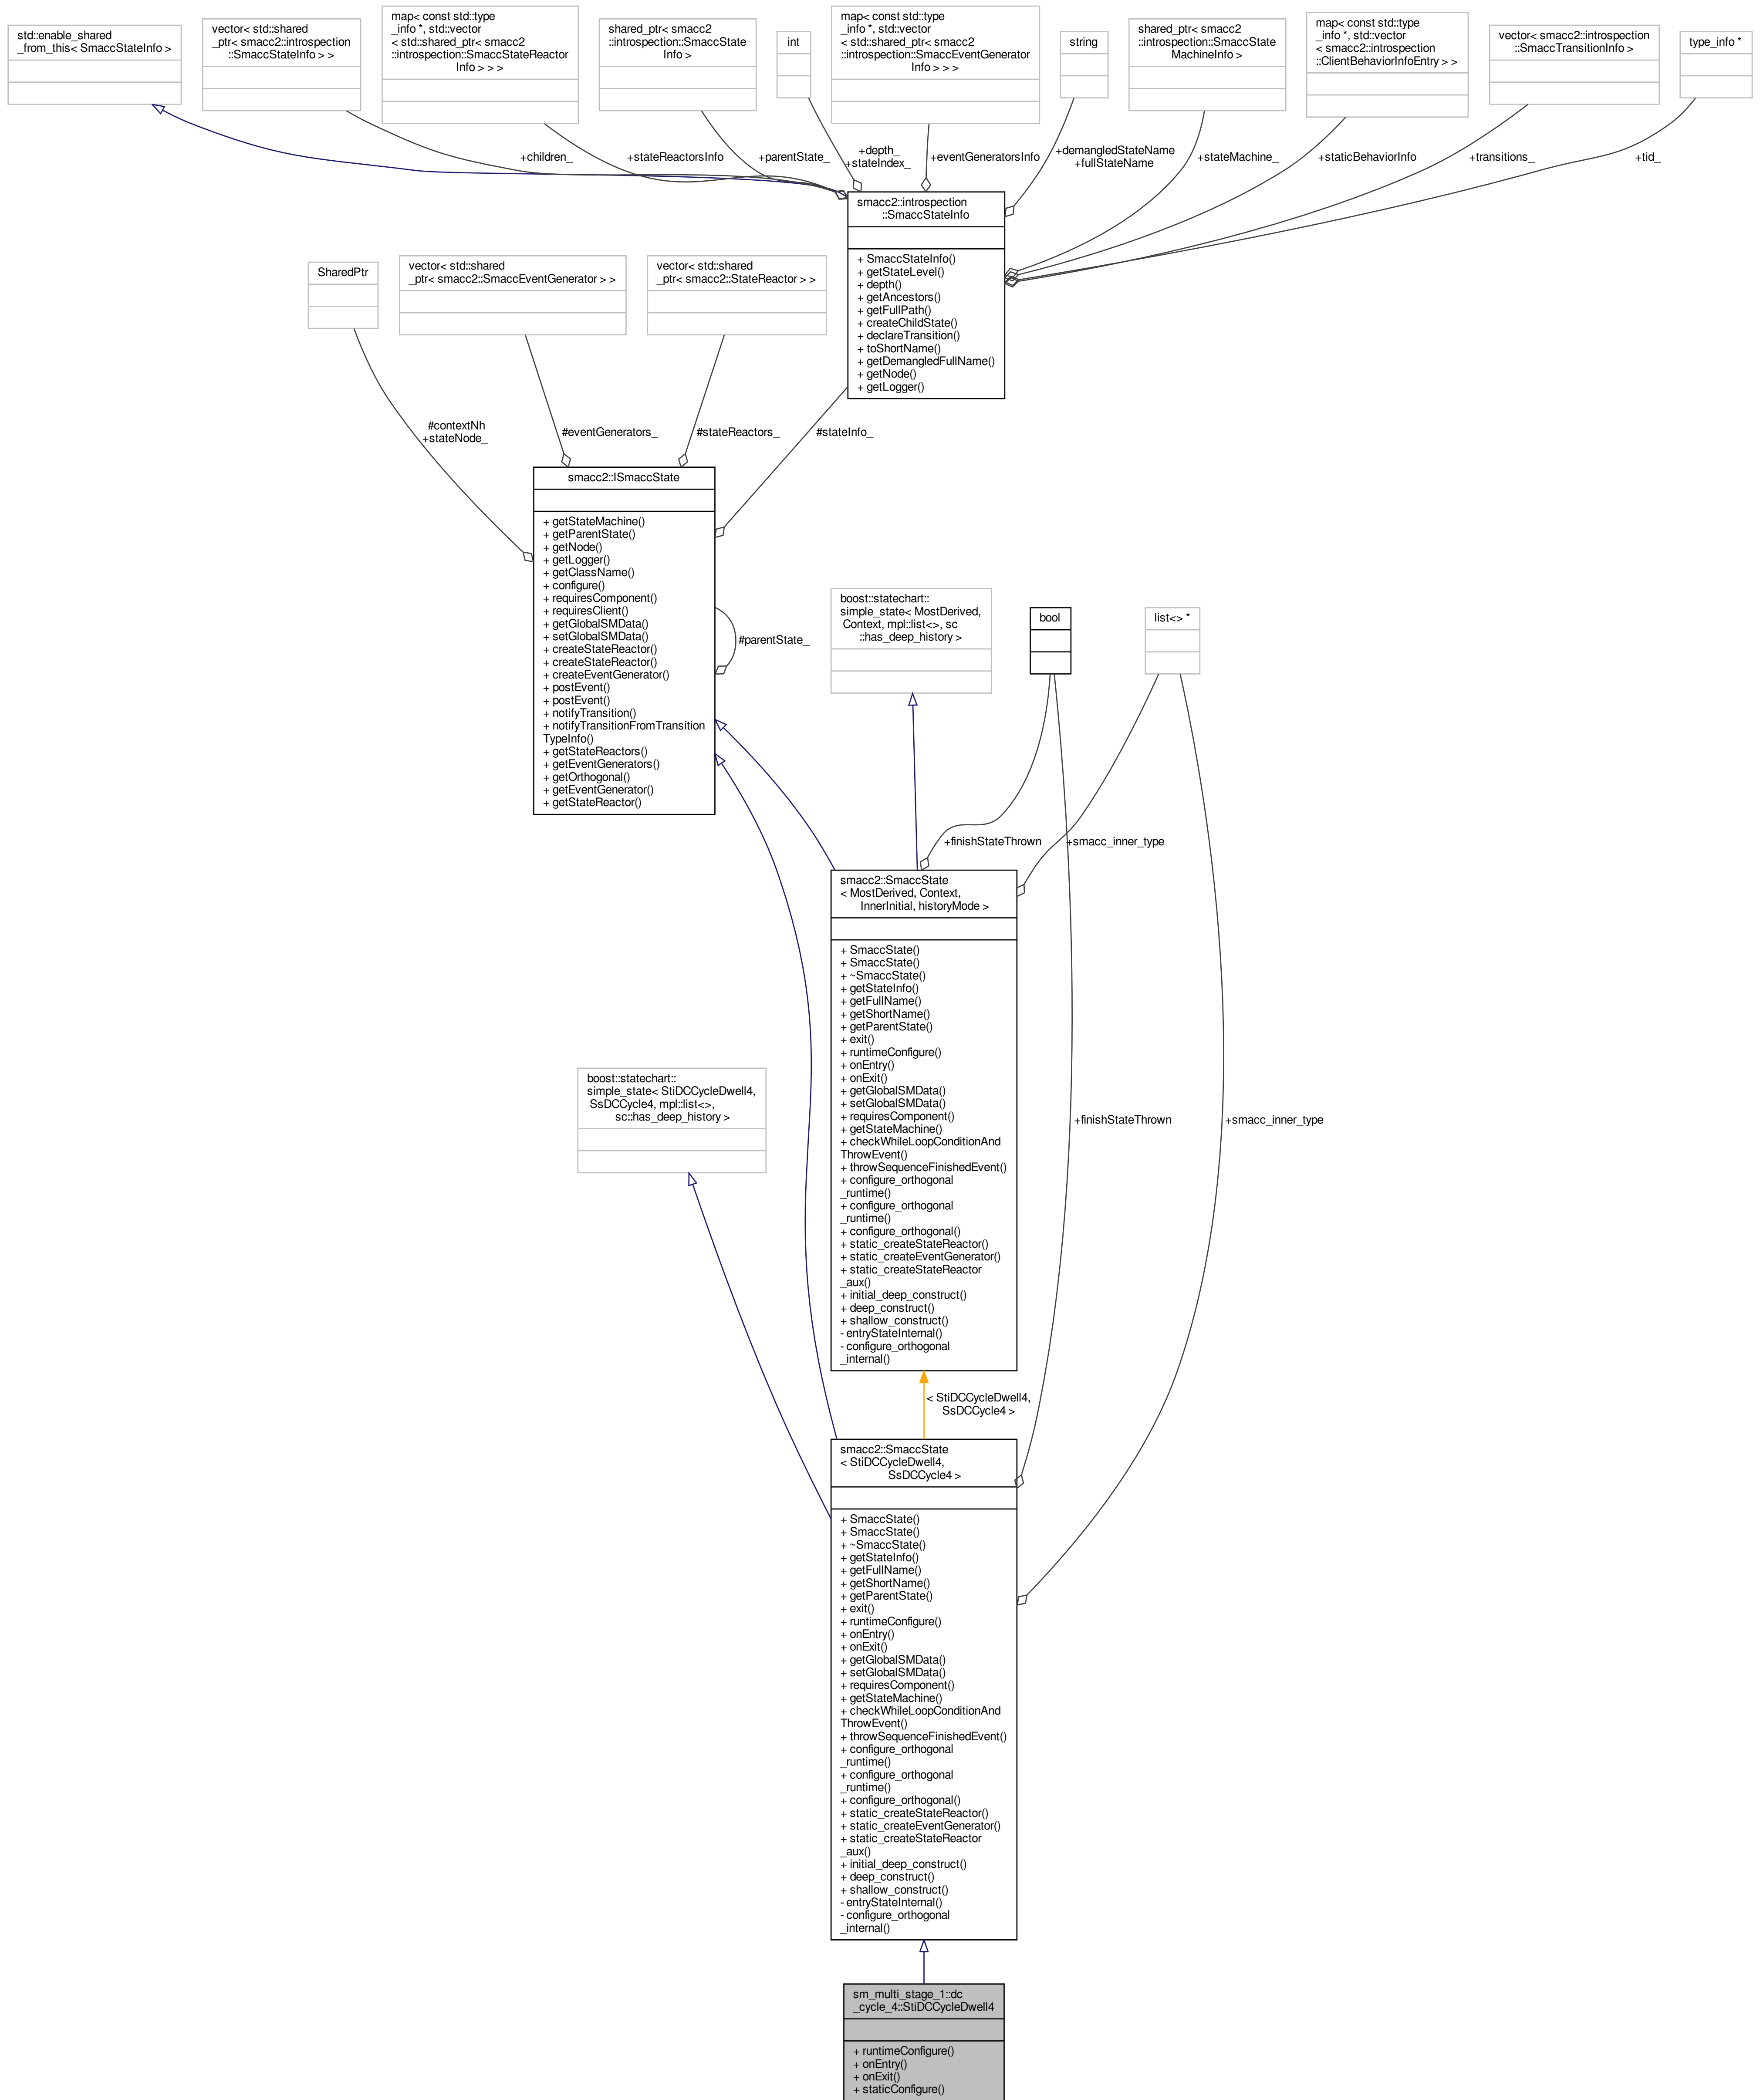 std::enable_shared
_from_this< SmaccStateInfo >
vector< std::shared
_ptr< smacc2::introspection
::SmaccStateInfo > >
map< const std::type
_info *, std::vector
< std::shared_ptr< smacc2
::introspection::SmaccStateReactor
Info > > >
shared_ptr< smacc2
::introspection::SmaccState
Info >
int
map< const std::type
_info *, std::vector
< std::shared_ptr< smacc2
::introspection::SmaccEventGenerator
Info > > >
string
shared_ptr< smacc2
::introspection::SmaccState
MachineInfo >
map< const std::type
_info *, std::vector
< smacc2::introspection
::ClientBehaviorInfoEntry > >
vector< smacc2::introspection
::SmaccTransitionInfo >
type_info *
+children_
+stateReactorsInfo
+parentState_
+depth_
+stateIndex_
+eventGeneratorsInfo
+demangledStateName
+fullStateName
+stateMachine_
+staticBehaviorInfo
+transitions_
+tid_
smacc2::introspection
::SmaccStateInfo
+ SmaccStateInfo()
+ getStateLevel()
+ depth()
+ getAncestors()
+ getFullPath()
+ createChildState()
+ declareTransition()
+ toShortName()
+ getDemangledFullName()
+ getNode()
+ getLogger()
SharedPtr
vector< std::shared
_ptr< smacc2::SmaccEventGenerator > >
vector< std::shared
_ptr< smacc2::StateReactor > >
#contextNh
+stateNode_
#eventGenerators_
#stateReactors_
#stateInfo_
smacc2::ISmaccState
+ getStateMachine()
+ getParentState()
+ getNode()
+ getLogger()
+ getClassName()
+ configure()
+ requiresComponent()
+ requiresClient()
+ getGlobalSMData()
+ setGlobalSMData()
+ createStateReactor()
+ createStateReactor()
+ createEventGenerator()
+ postEvent()
+ postEvent()
+ notifyTransition()
+ notifyTransitionFromTransition
TypeInfo()
+ getStateReactors()
+ getEventGenerators()
+ getOrthogonal()
+ getEventGenerator()
+ getStateReactor()
#parentState_
boost::statechart::
simple_state< MostDerived,
Context, mpl::list<>, sc
::has_deep_history >
bool
list<> *
+finishStateThrown
+smacc_inner_type
smacc2::SmaccState
< MostDerived, Context,
InnerInitial, historyMode >
+ SmaccState()
+ SmaccState()
+ ~SmaccState()
+ getStateInfo()
+ getFullName()
+ getShortName()
+ getParentState()
+ exit()
+ runtimeConfigure()
+ onEntry()
+ onExit()
+ getGlobalSMData()
+ setGlobalSMData()
+ requiresComponent()
+ getStateMachine()
+ checkWhileLoopConditionAnd
ThrowEvent()
+ throwSequenceFinishedEvent()
+ configure_orthogonal
_runtime()
+ configure_orthogonal
_runtime()
+ configure_orthogonal()
+ static_createStateReactor()
+ static_createEventGenerator()
+ static_createStateReactor
_aux()
+ initial_deep_construct()
+ deep_construct()
+ shallow_construct()
- entryStateInternal()
- configure_orthogonal
_internal()
boost::statechart::
simple_state< StiDCCycleDwell4,
SsDCCycle4, mpl::list<>,
sc::has_deep_history >
+finishStateThrown
+smacc_inner_type
< StiDCCycleDwell4,
SsDCCycle4 >
smacc2::SmaccState
< StiDCCycleDwell4,
SsDCCycle4 >
+ SmaccState()
+ SmaccState()
+ ~SmaccState()
+ getStateInfo()
+ getFullName()
+ getShortName()
+ getParentState()
+ exit()
+ runtimeConfigure()
+ onEntry()
+ onExit()
+ getGlobalSMData()
+ setGlobalSMData()
+ requiresComponent()
+ getStateMachine()
+ checkWhileLoopConditionAnd
ThrowEvent()
+ throwSequenceFinishedEvent()
+ configure_orthogonal
_runtime()
+ configure_orthogonal
_runtime()
+ configure_orthogonal()
+ static_createStateReactor()
+ static_createEventGenerator()
+ static_createStateReactor
_aux()
+ initial_deep_construct()
+ deep_construct()
+ shallow_construct()
- entryStateInternal()
- configure_orthogonal
_internal()
sm_multi_stage_1::dc
_cycle_4::StiDCCycleDwell4
+ runtimeConfigure()
+ onEntry()
+ onExit()
+ staticConfigure()